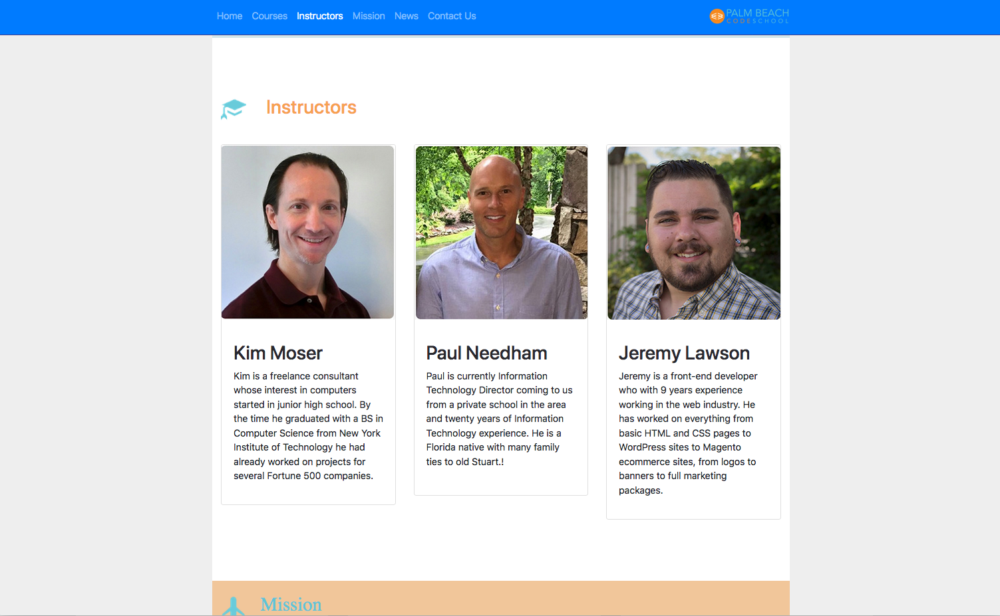 Home Courses Instructors Mission News Contact Us
PALM BEACH
CODESCHOOL
Instructors
Kim Moser
Kim is a freelance consultant
whose interest in computers
started in junior high school. By
the time he graduated with a BS in
Computer Science from New York
Institute of Technology he had
already worked on projects for
several Fortune 500 companies.
Paul Needham
Paul is currently Information
Technology Director coming to us
from a private school in the area
and twenty years of Information
Technology experience. He is a
Florida native with many family
ties to old Stuart.!
Jeremy Lawson
Jeremy is a front-end developer
who with 9 years experience
working in the web industry. He
has worked on everything from
basic HTML and CSS pages to
WordPress sites to Magento
ecommerce sites, from logos to
banners to full marketing
packages.
Mission